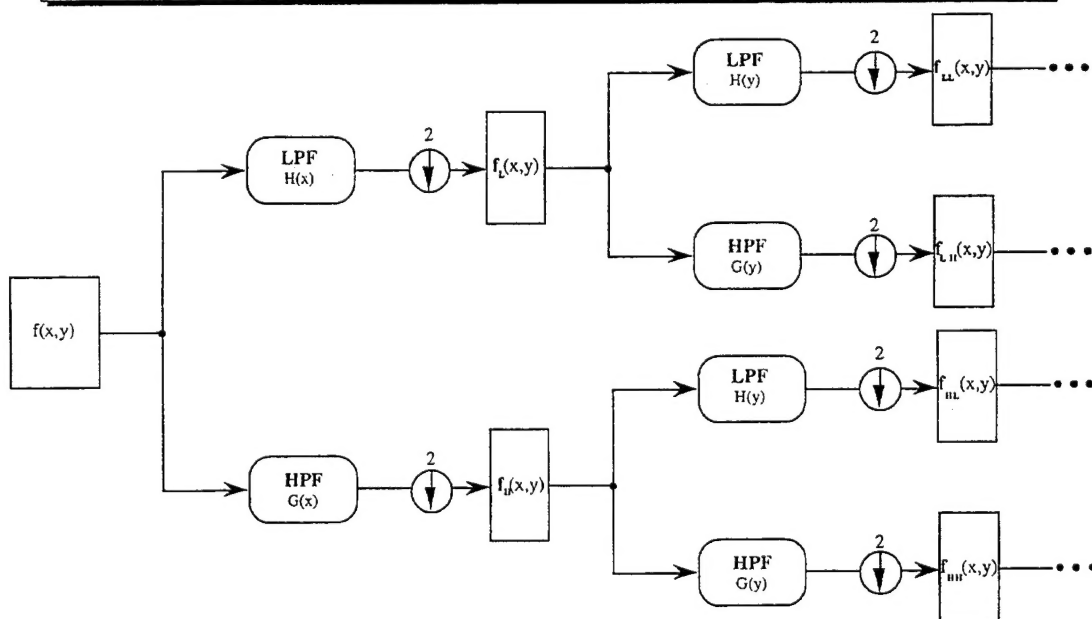 f(x,y)
LPF
H(x)
2
f_L(x,y)
LPF
H(y)
2
f_LL(x,y)
HPF
G(y)
2
f_LH(x,y)
HPF
G(x)
2
f_H(x,y)
LPF
H(y)
2
f_HL(x,y)
HPF
G(y)
2
f_HH(x,y)